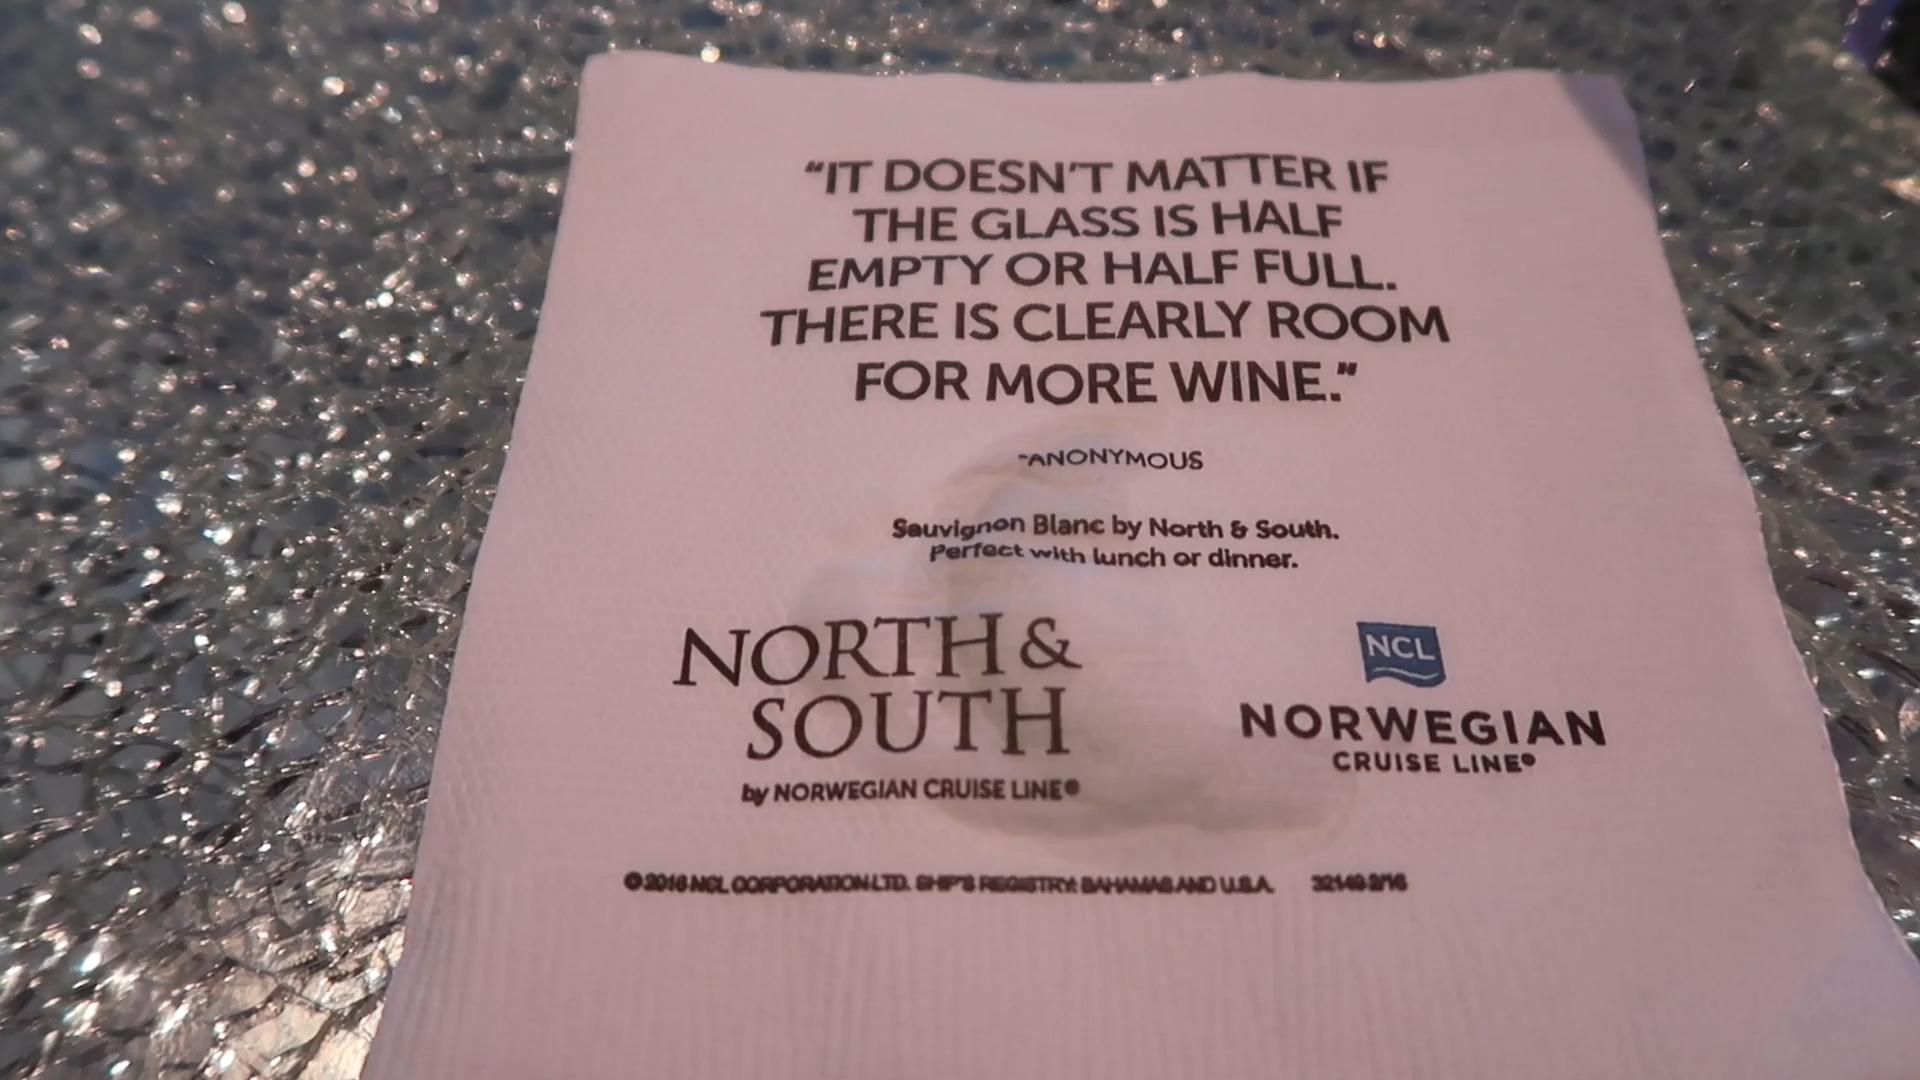 “IT DOESN’T MATTER IF
THE GLASS IS HALF
EMPTY OR HALF FULL.
THERE IS CLEARLY ROOM
FOR MORE WINE.”
-ANONYMOUS
Sauvignon Blanc by North & South.
Perfect with lunch or dinner.
NORTH &
SOUTH
by NORWEGIAN CRUISE LINE®
NCL
NORWEGIAN
CRUISE LINE®
©2016 NCL CORPORATION LTD. SHIP'S REGISTRY: BAHAMAS AND U.S.A.